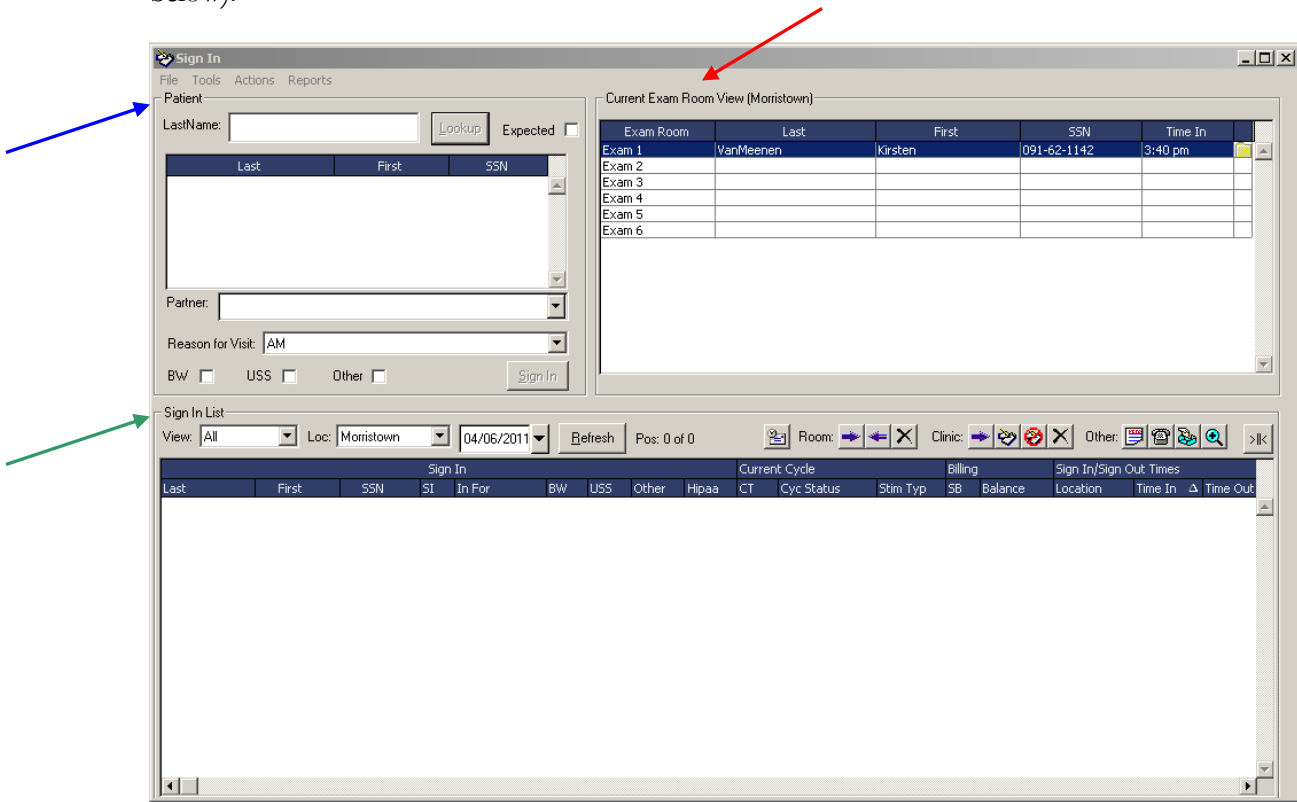 below).
Sign In
File Tools Actions Reports
Patient
LastName: Lookup Expected
Last First SSN
Partner:
Reason for Visit: AM
BW USS Other Sign In
Current Exam Room View (Morristown)
Exam Room Last First SSN Time In
Exam 1 VanMeenen Kirsten 091-62-1142 3:40 pm
Exam 2
Exam 3
Exam 4
Exam 5
Exam 6
Sign In List
View: All Loc: Morristown 04/06/2011 Refresh Pos: 0 of 0 Room: Clinic: Other:
Sign In Current Cycle Billing Sign In/Sign Out Times
Last First SSN SI In For BW USS Other Hipaa CT Cyc Status Stim Typ SB Balance Location Time In Time Out